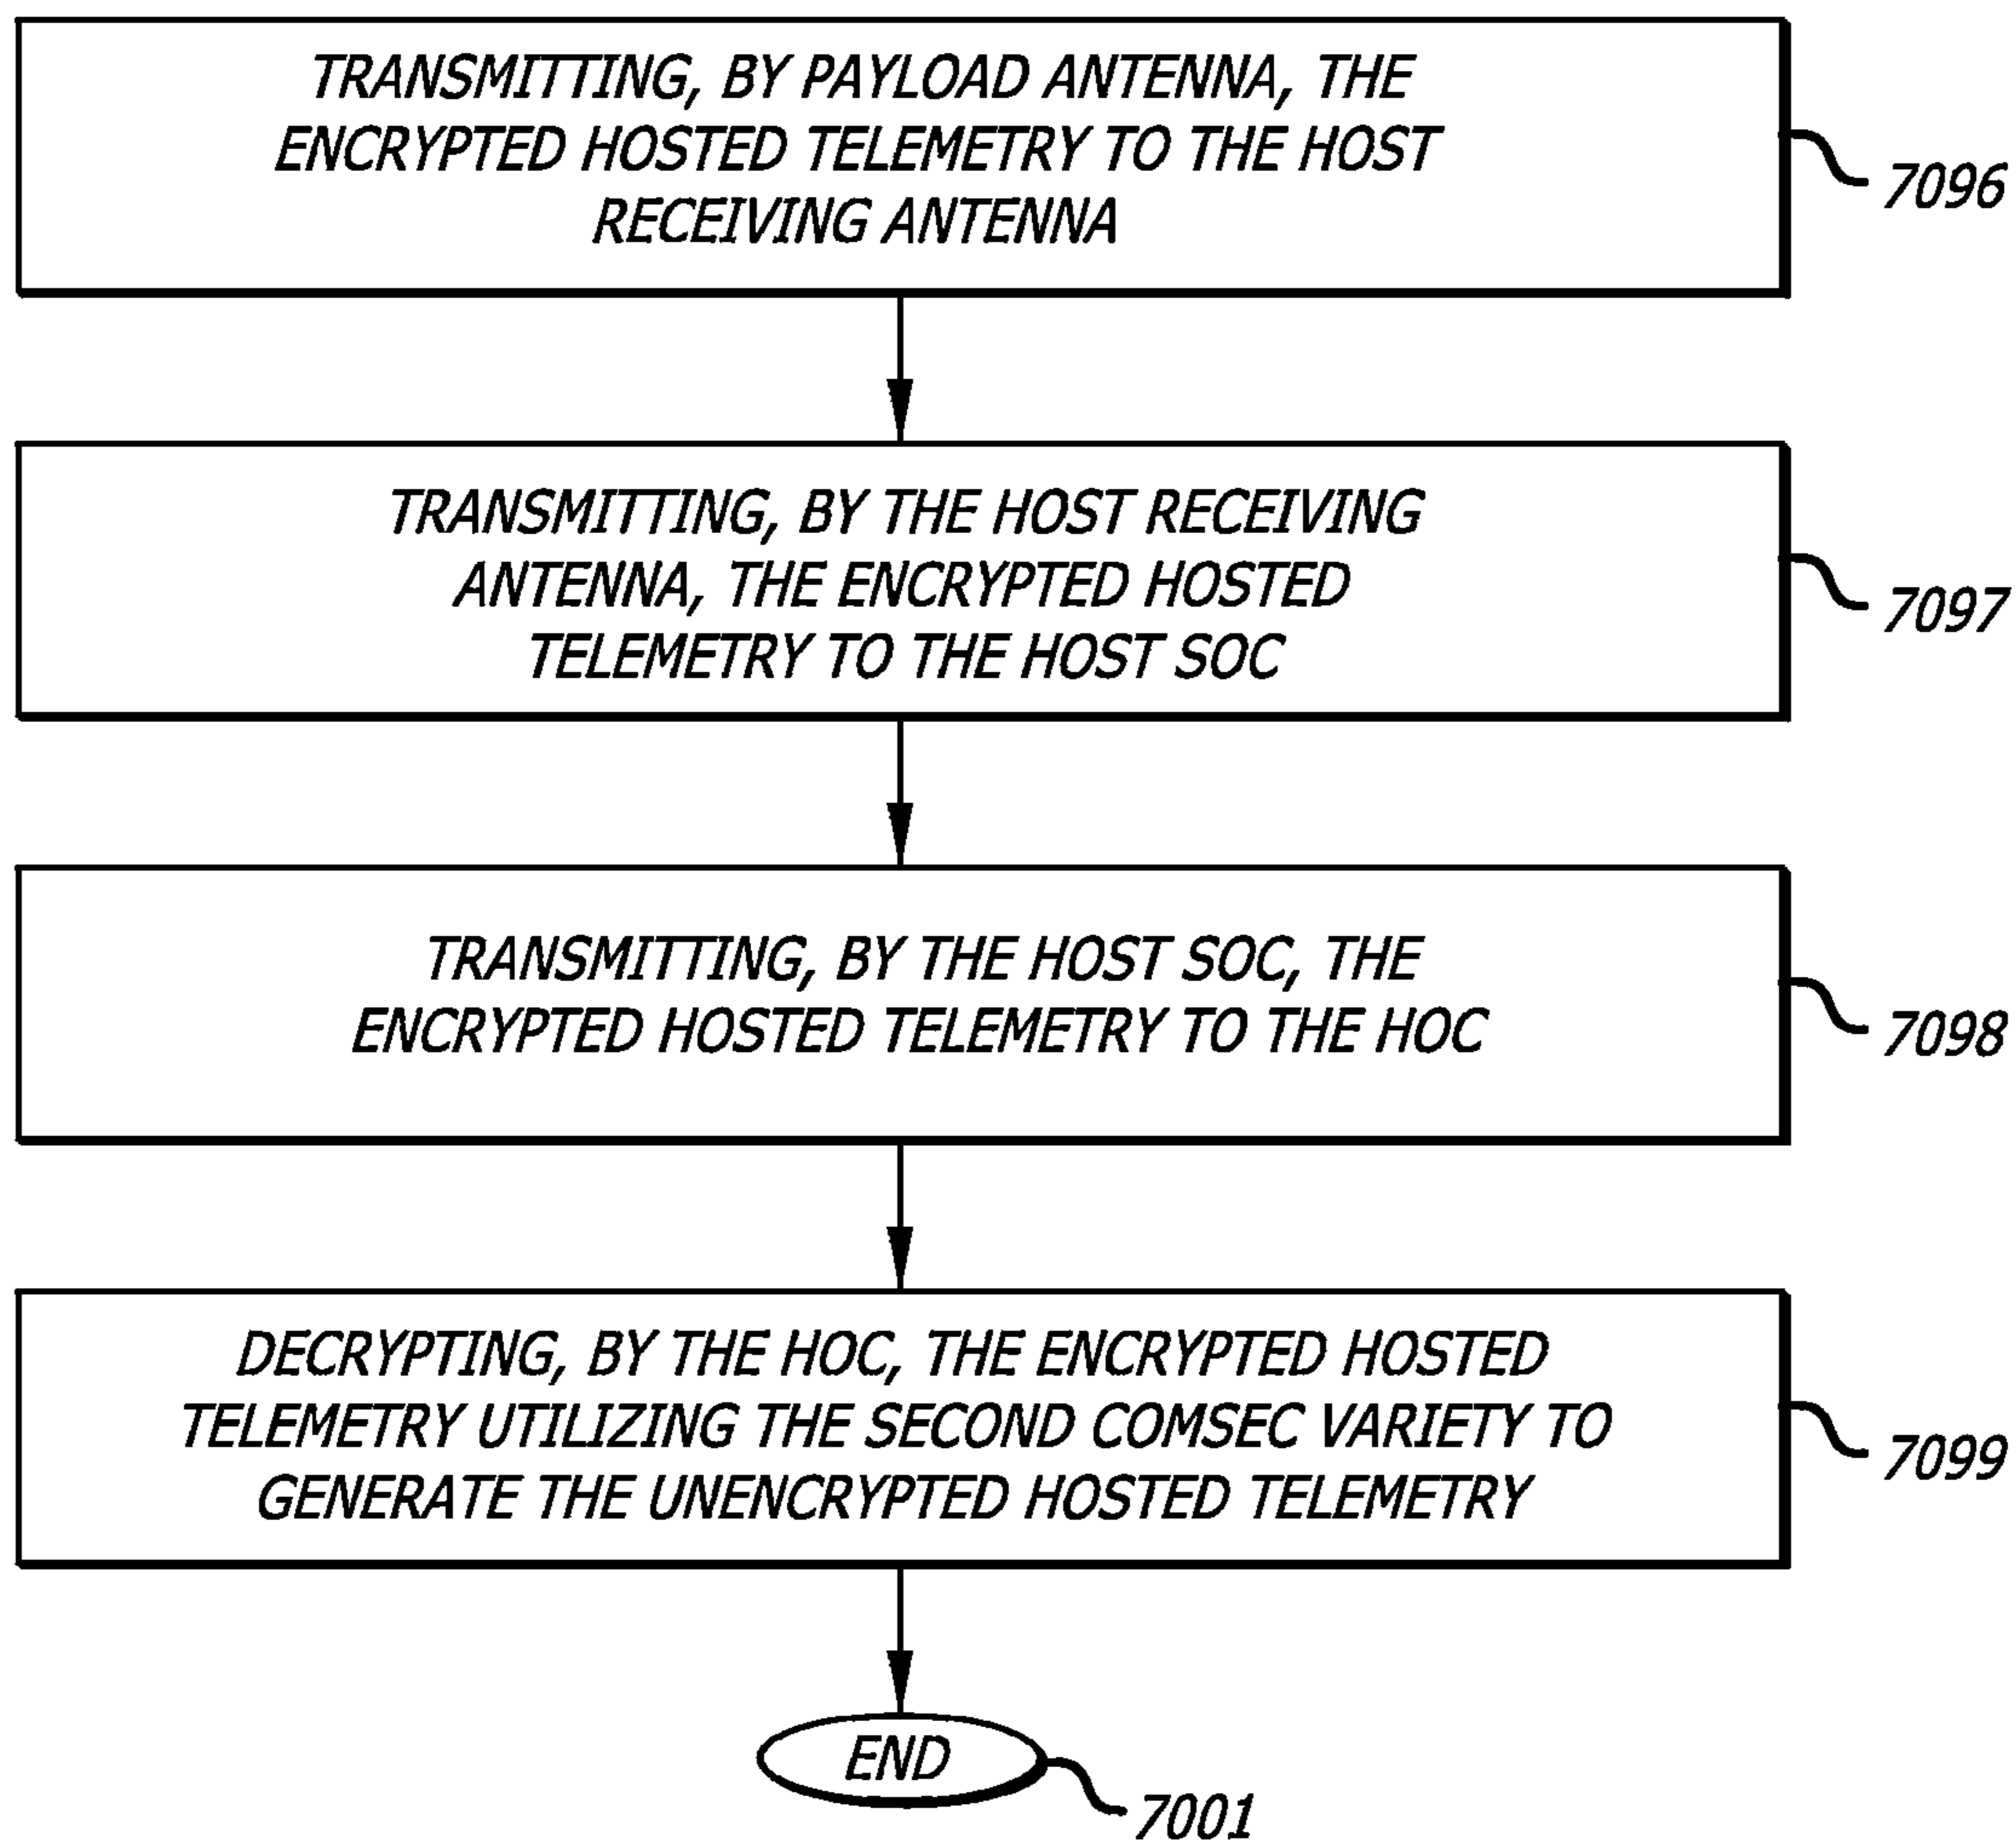 TRANSMITTING, BY PAYLOAD ANTENNA, THE
ENCRYPTED HOSTED TELEMETRY TO THE HOST
RECEIVING ANTENNA
7096
TRANSMITTING, BY THE HOST RECEIVING
ANTENNA, THE ENCRYPTED HOSTED
TELEMETRY TO THE HOST SOC
7097
TRANSMITTING, BY THE HOST SOC, THE
ENCRYPTED HOSTED TELEMETRY TO THE HOC
7098
DECRYPTING, BY THE HOC, THE ENCRYPTED HOSTED
TELEMETRY UTILIZING THE SECOND COMSEC VARIETY TO
GENERATE THE UNENCRYPTED HOSTED TELEMETRY
7099
END
7001